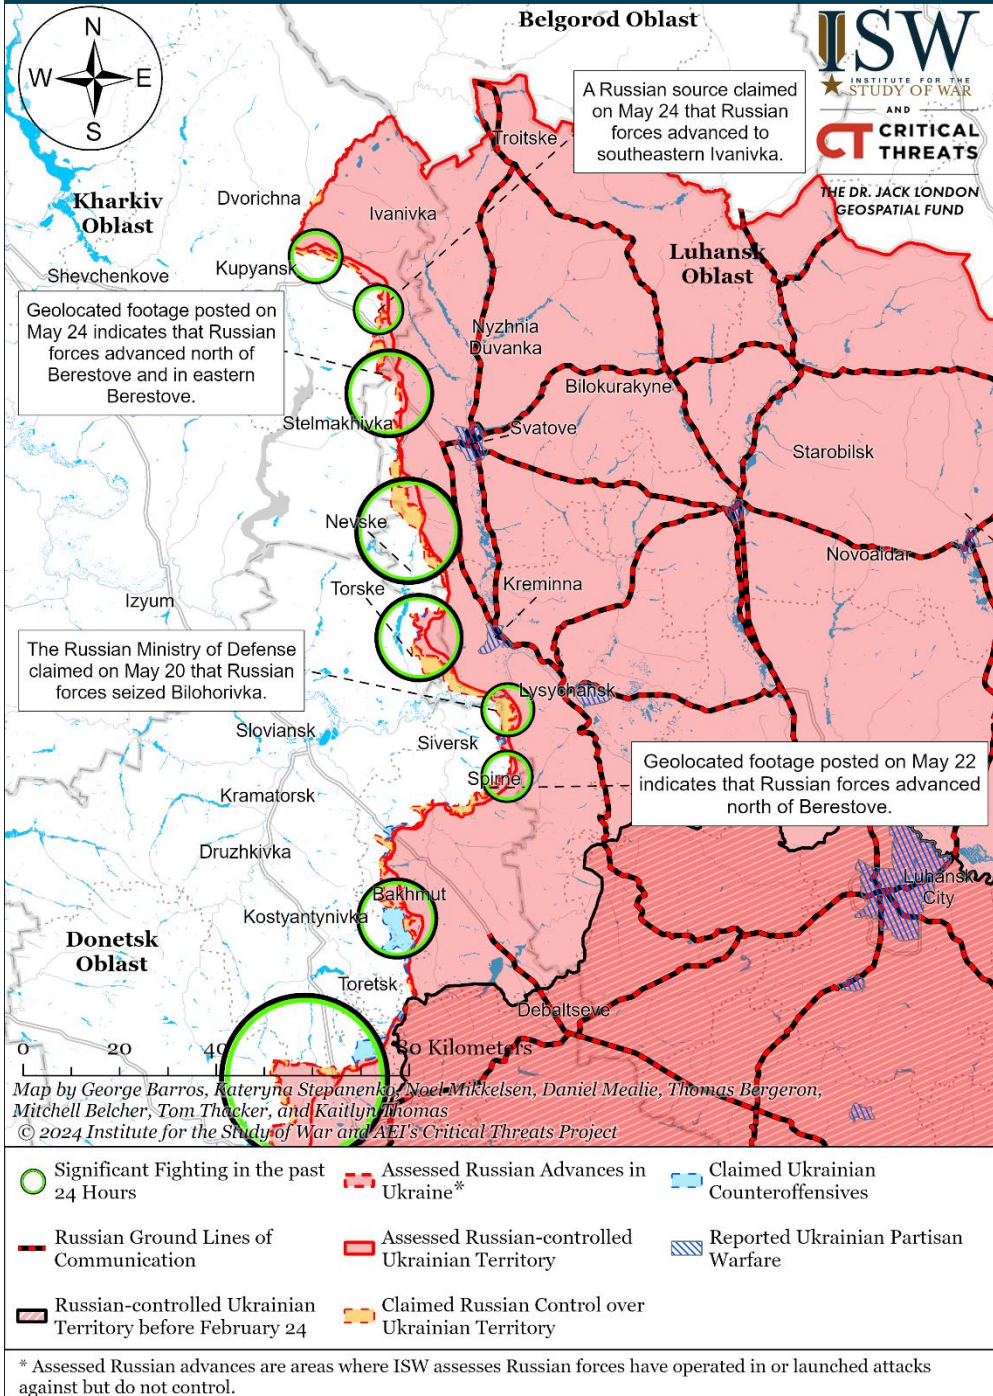 Belgorod Oblast
N
W
E
S
ISW
INSTITUTE FOR THE
STUDY OF WAR
AND
CT CRITICAL
THREATS
THE DR. JACK LONDON
GEOSPATIAL FUND
A Russian source claimed
on May 24 that Russian
forces advanced to
southeastern Ivanivka.
Troitske
Dvorichna
Kharkiv
Oblast
Ivanivka
Luhansk
Oblast
Shevchenkove
Kupyansk
Geolocated footage posted on
May 24 indicates that Russian
forces advanced north of
Berestove and in eastern
Berestove.
Nyzhnia
Duvanka
Bilokurakyne
Stelmakhivka
Svatove
Starobilsk
Nevske
Novoaidar
Torske
Kreminna
Izyum
The Russian Ministry of Defense
claimed on May 20 that Russian
forces seized Bilohorivka.
Lysychansk
Sloviansk
Siversk
Spirne
Geolocated footage posted on May 22
indicates that Russian forces advanced
north of Berestove.
Kramatorsk
Druzhkivka
Luhansk
City
Bakhmut
Kostyantynivka
Donetsk
Oblast
Toretsk
Debaltseve
0 20 40 80 Kilometers
Map by George Barros, Kateryna Stepanenko, Noel Mikkelsen, Daniel Mealie, Thomas Bergeron,
Mitchell Belcher, Tom Thacker, and Kaitlyn Thomas
© 2024 Institute for the Study of War and AEI's Critical Threats Project
Significant Fighting in the past
24 Hours
Assessed Russian Advances in
Ukraine*
Claimed Ukrainian
Counteroffensives
Russian Ground Lines of
Communication
Assessed Russian-controlled
Ukrainian Territory
Reported Ukrainian Partisan
Warfare
Russian-controlled Ukrainian
Territory before February 24
Claimed Russian Control over
Ukrainian Territory
* Assessed Russian advances are areas where ISW assesses Russian forces have operated in or launched attacks
against but do not control.